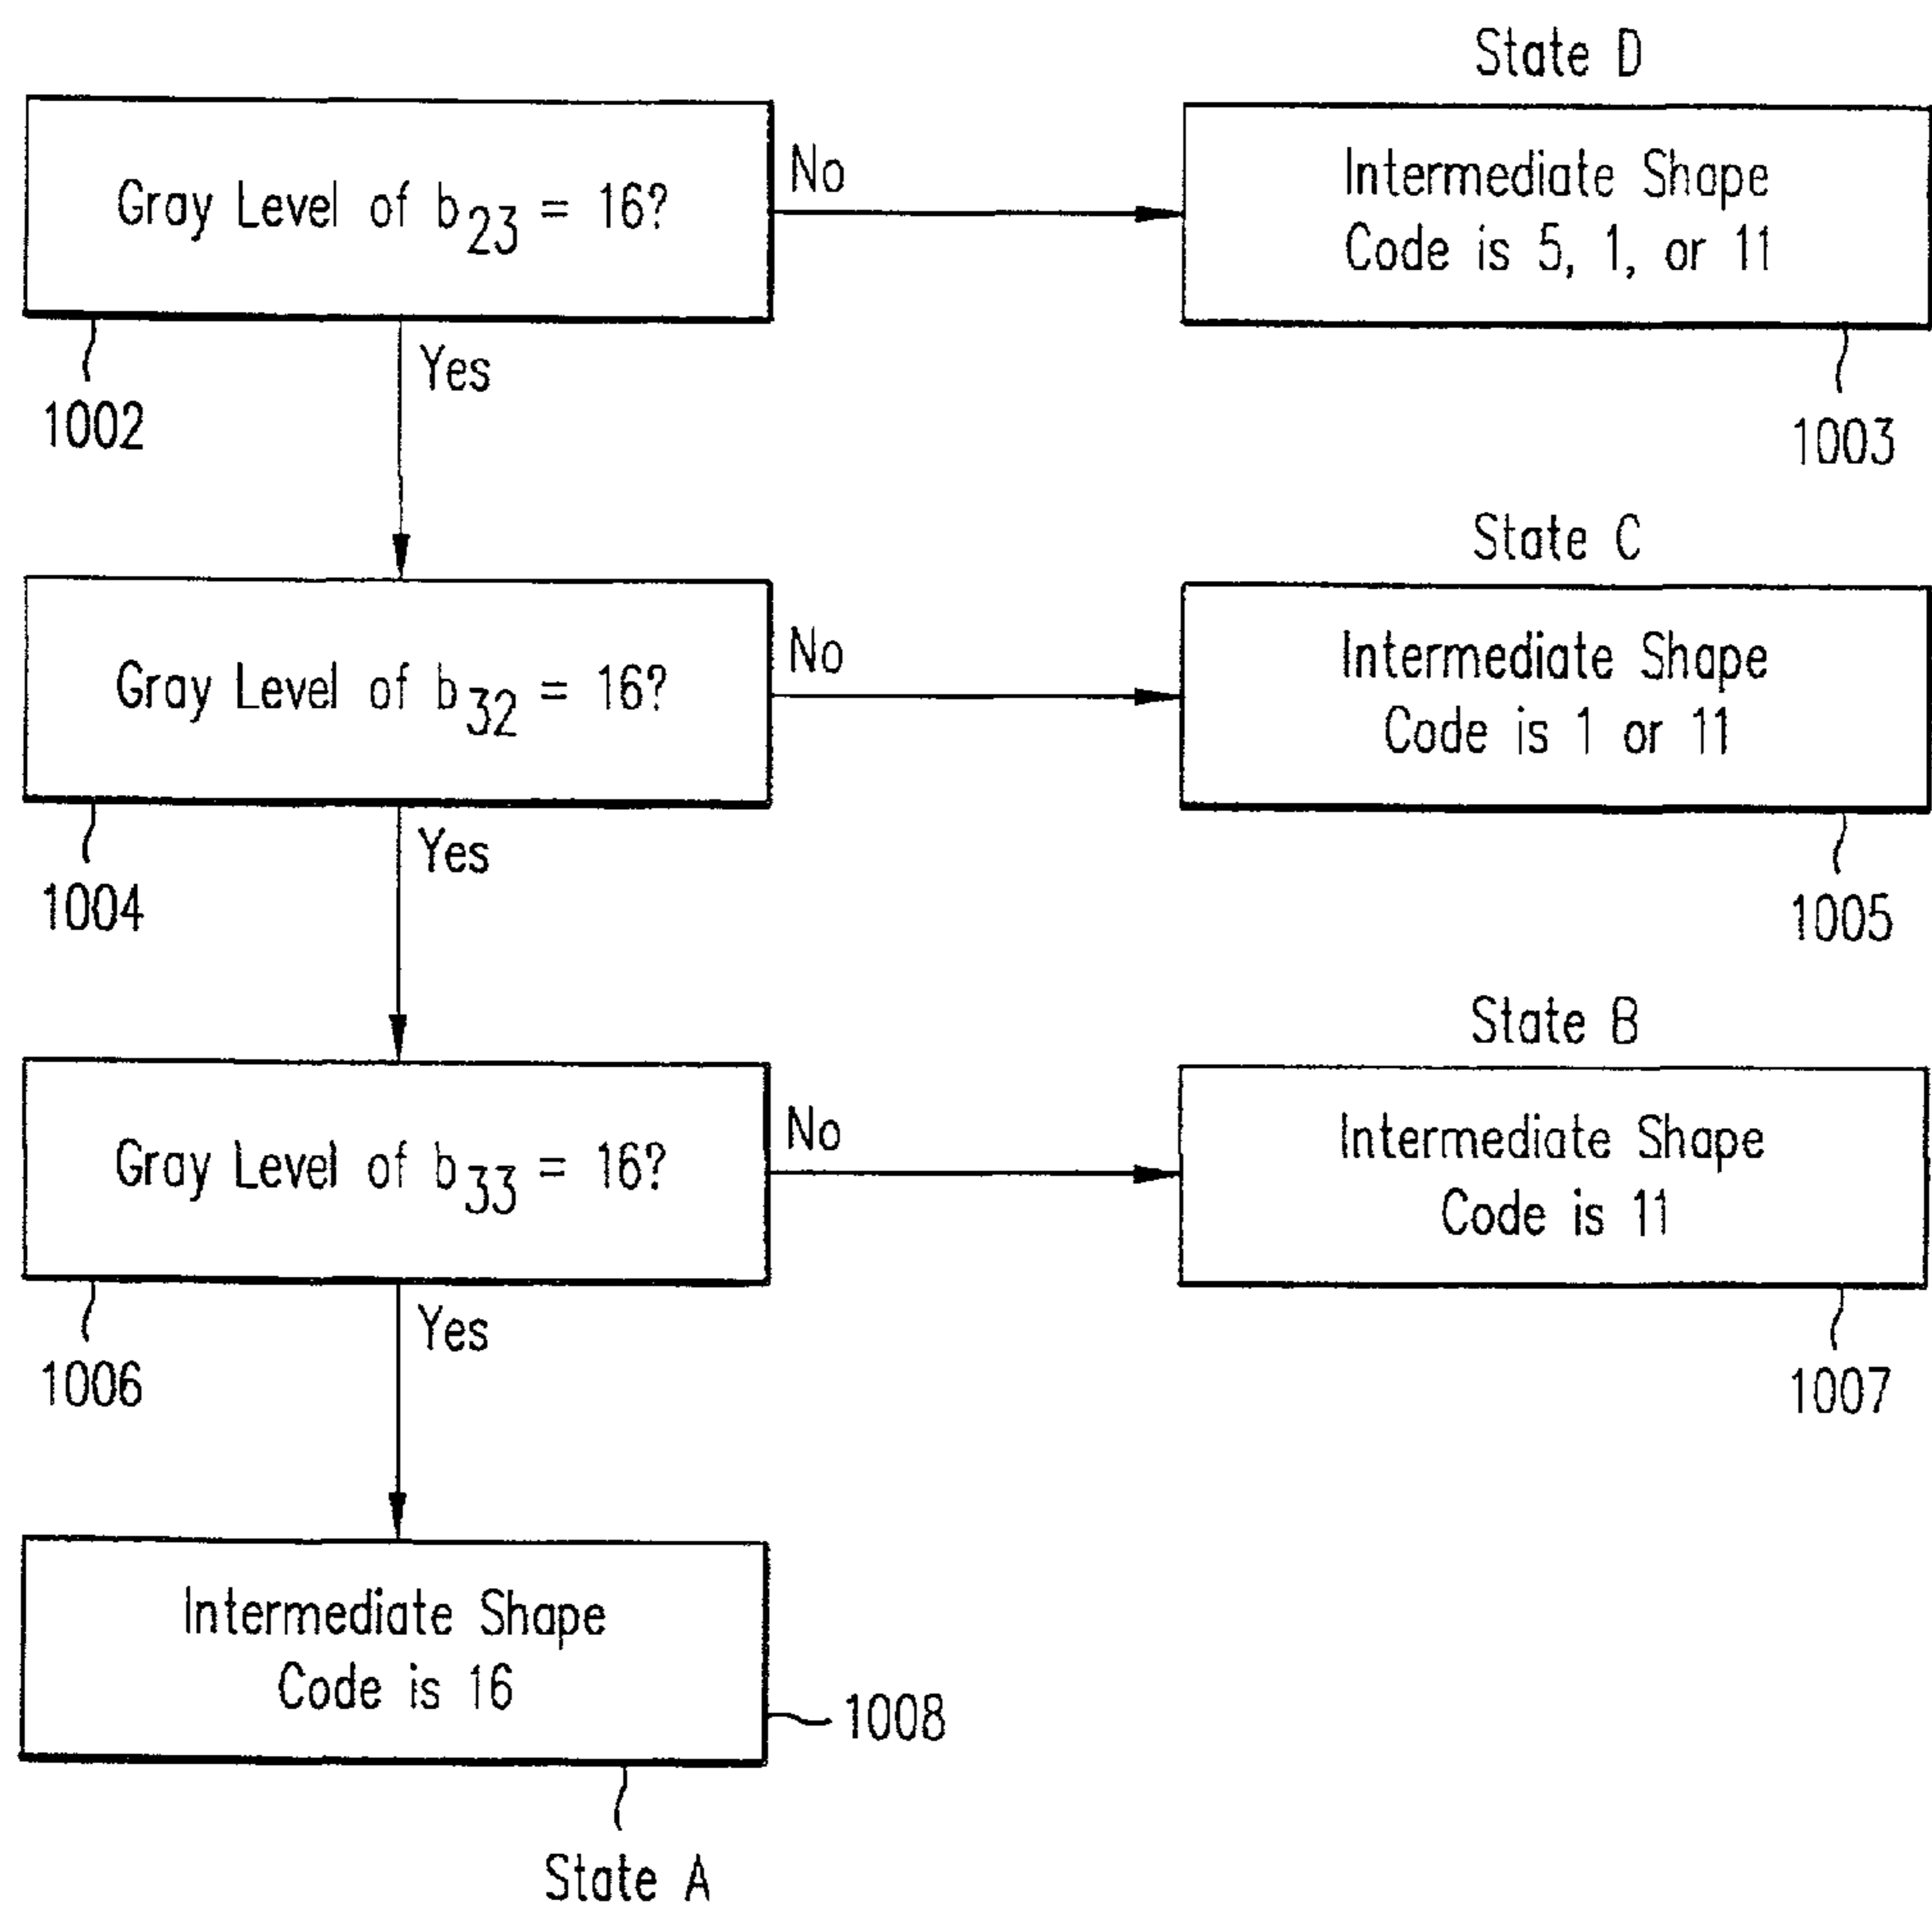 State D
Gray Level of b23 = 16?
No
Intermediate Shape
Code is 5, 1, or 11
Yes
1002
1003
State C
Gray Level of b32 = 16?
No
Intermediate Shape
Code is 1 or 11
Yes
1004
1005
State B
Gray Level of b33 = 16?
No
Intermediate Shape
Code is 11
Yes
1006
1007
Intermediate Shape
Code is 16
1008
State A